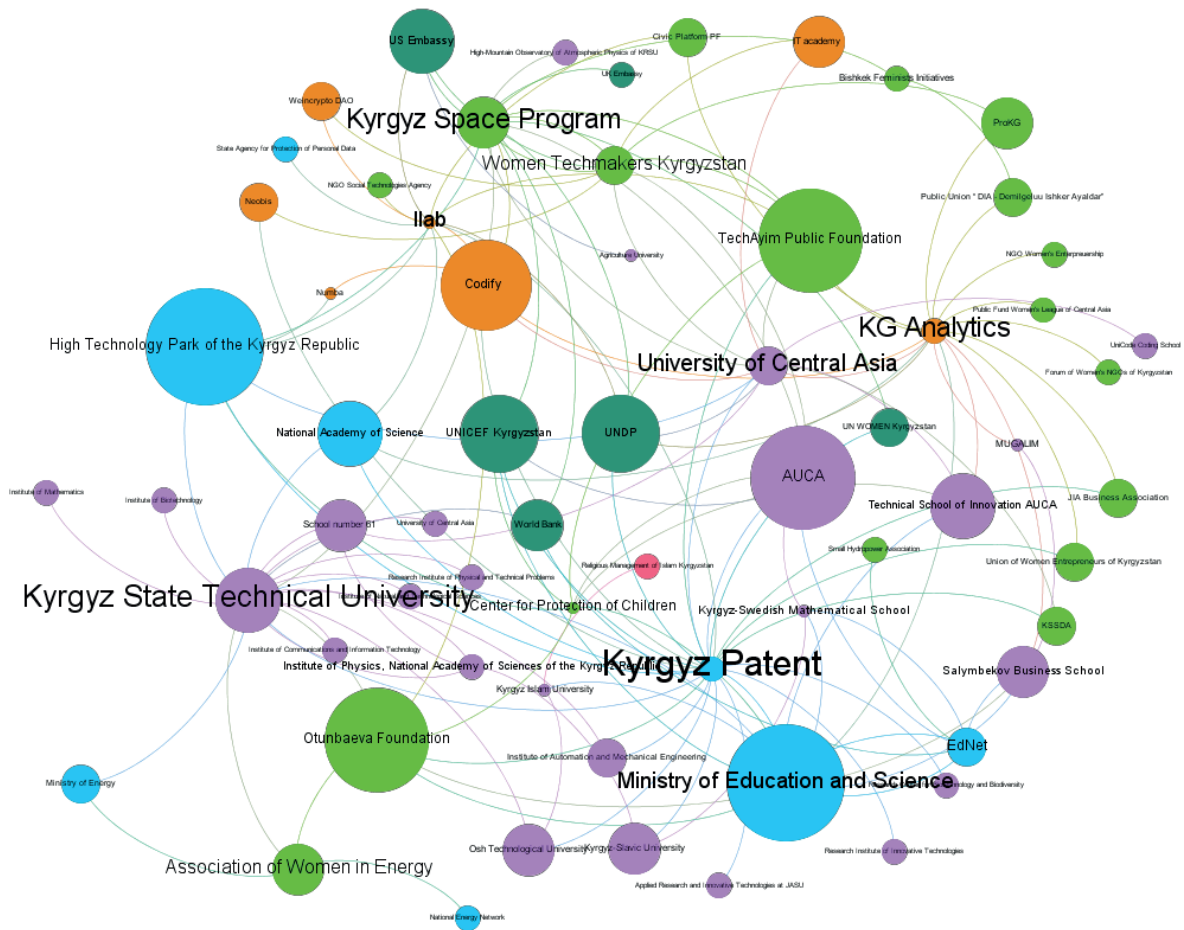 US Embassy
Civic Platform PF
IT academy
High-Mountain Observatory of Atmospheric Physics of KRSU
UK Embassy
Bishkek Feminists Initiatives
Weincrypto DAO
Kyrgyz Space Program
ProKG
State Agency for Protection of Personal Data
Women Techmakers Kyrgyzstan
NGO Social Technologies Agency
Public Union " DIA - Demilgeluu Ishker Ayaldar"
Neobis
Ilab
TechAyim Public Foundation
Agriculture University
NGO Women's Enterpreuership
Codify
Numba
Public Fund Women's League of Central Asia
KG Analytics
High Technology Park of the Kyrgyz Republic
UniCode Coding School
University of Central Asia
Forum of Women's NGOs of Kyrgyzstan
National Academy of Science
UNICEF Kyrgyzstan
UNDP
UN WOMEN Kyrgyzstan
MUGALIM
AUCA
Institute of Mathematics
Institute of Biotechnology
Technical School of Innovation AUCA
JIA Business Association
School number 61
University of Central Asia
World Bank
Small Hydropower Association
Union of Women Entreproneurs of Kyrgyzstan
Religious Management of Islam Kyrgyzstan
Research Institute of Physical and Technical Problems
Kyrgyz State Technical University
Center for Protection of Children
Kyrgyz-Swedish Mathematical School
KSSDA
Institute of Communications and Information Technology
Institute of Physics, National Academy of Sciences of the Kyrgyz Republic
Kyrgyz Patent
Salymbekov Business School
Kyrgyz Islam University
Otunbaeva Foundation
EdNet
Institute of Automation and Mechanical Engineering
Ministry of Energy
Ministry of Education and Science
Biodiversity
Osh Technological University
Kyrgyz-Slavic University
Research Institute of Innovative Technologies
Association of Women in Energy
Applied Research and Innovative Technologies at JASU
National Energy Network